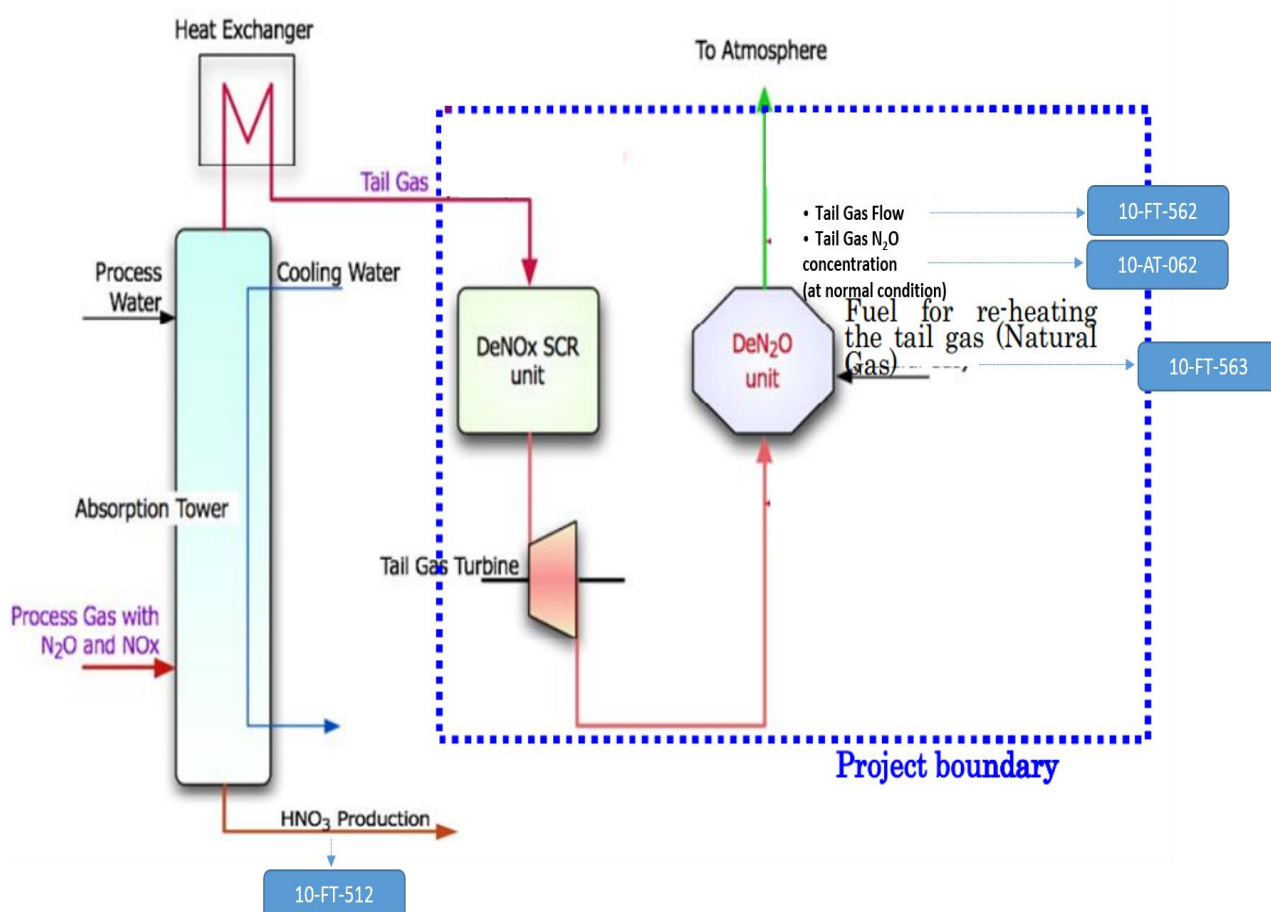 Heat Exchanger
To Atmosphere
Tail Gas
• Tail Gas Flow
10-FT-562
• Tail Gas N₂O
concentration
(at normal condition)
10-AT-062
Process
Water
Cooling Water
Fuel for re-heating
the tail gas (Natural
Gas)
10-FT-563
DeNOx SCR
unit
DeN₂O
unit
Absorption Tower
Tail Gas Turbine
Process Gas with
N₂O and NOx
Project boundary
HNO₃ Production
10-FT-512